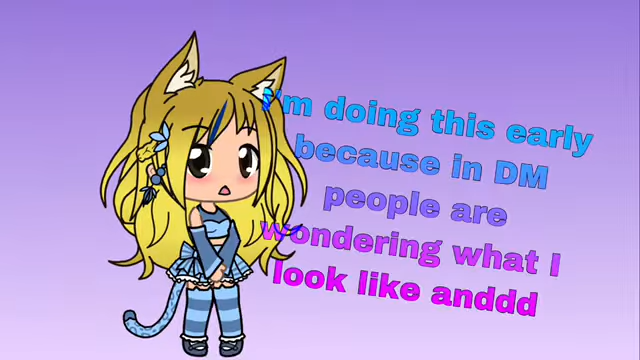 I'm doing this early
because in DM
people are
wondering what I
look like anddd